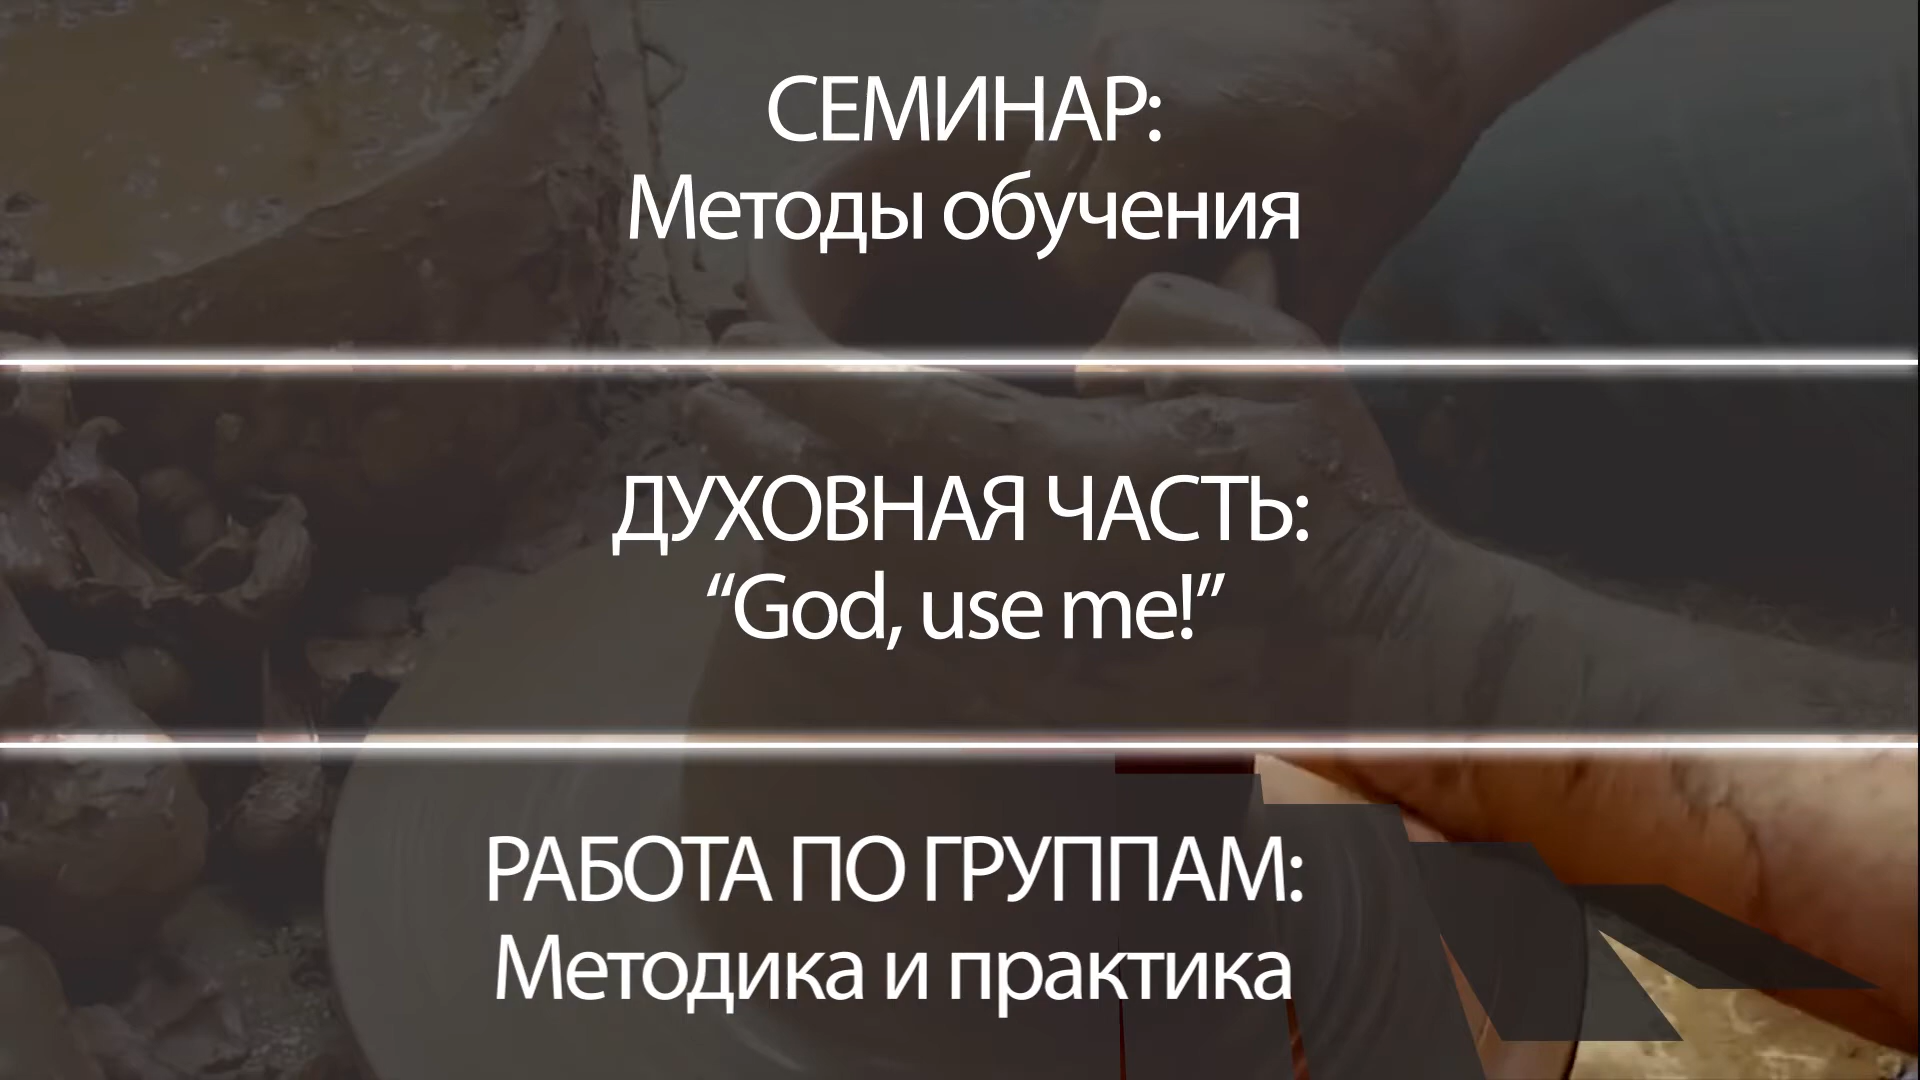 СЕМИНАР:
Методы обучения
ДУХОВНАЯ ЧАСТЬ:
“God, use me!”
РАБОТА ПО ГРУППАМ:
Методика и практика